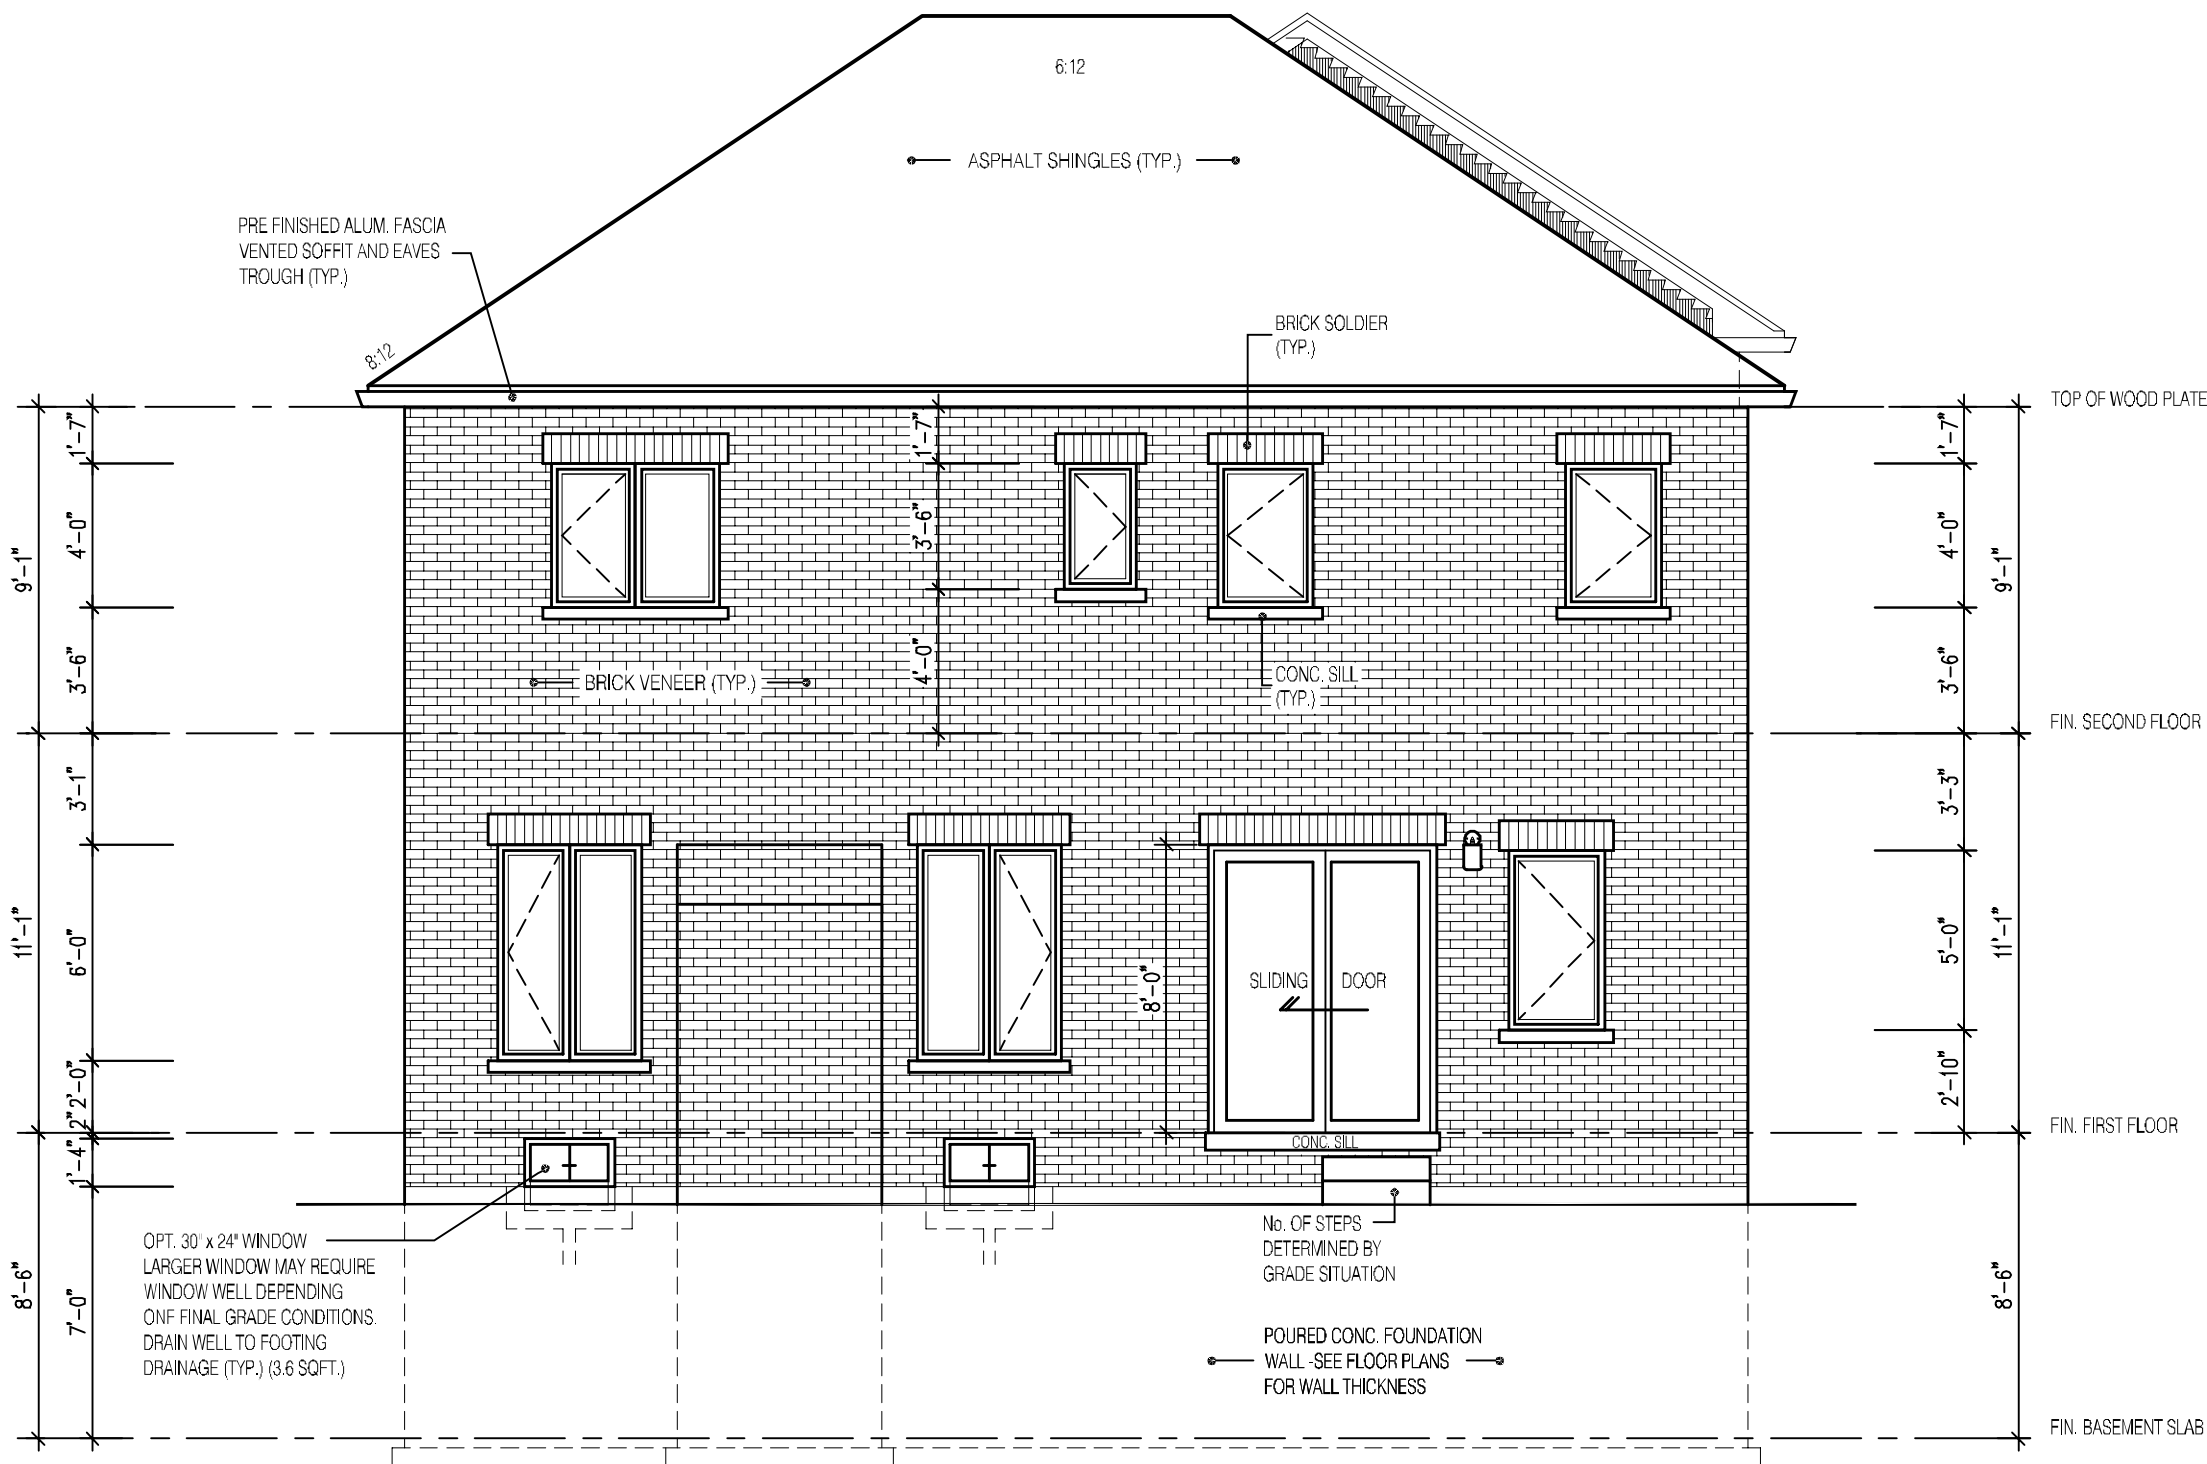 6:12
ASPHALT SHINGLES (TYP.)
PRE FINISHED ALUM. FASCIA
VENTED SOFFIT AND EAVES
TROUGH (TYP.)
8:12
BRICK SOLDIER
(TYP.)
TOP OF WOOD PLATE
9'-1"
1'-7"
4'-0"
3'-6"
1'-7"
3'-6"
4'-0"
1'-7"
4'-0"
3'-6"
9'-1"
BRICK VENEER (TYP.)
CONC. SILL
(TYP.)
FIN. SECOND FLOOR
11'-1"
3'-1"
6'-0"
2'-0"
8'-0"
SLIDING DOOR
A
3'-3"
5'-0"
2'-10"
11'-1"
FIN. FIRST FLOOR
CONC. SILL
2"
1'-4"
8'-6"
7'-0"
OPT. 30" x 24" WINDOW
LARGER WINDOW MAY REQUIRE
WINDOW WELL DEPENDING
ONF FINAL GRADE CONDITIONS.
DRAIN WELL TO FOOTING
DRAINAGE (TYP.) (3.6 SQFT.)
No. OF STEPS
DETERMINED BY
GRADE SITUATION
POURED CONC. FOUNDATION
WALL -SEE FLOOR PLANS
FOR WALL THICKNESS
8'-6"
FIN. BASEMENT SLAB